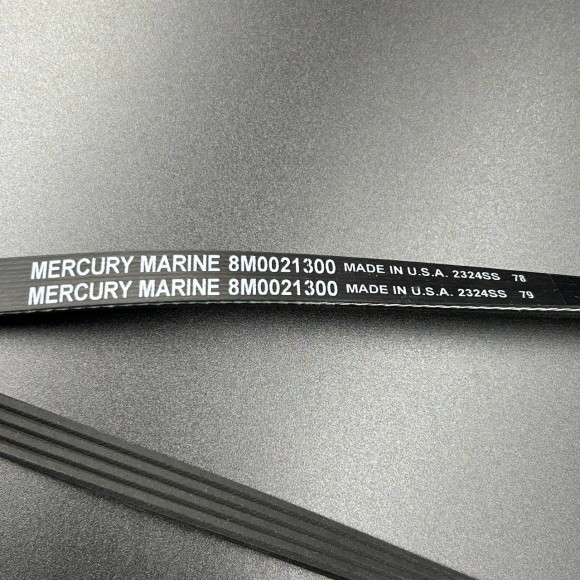 MERCURY MARINE 8M0021300 MADE IN U.S.A. 2324SS 78
MERCURY MARINE 8M0021300 MADE IN U.S.A. 2324SS 79